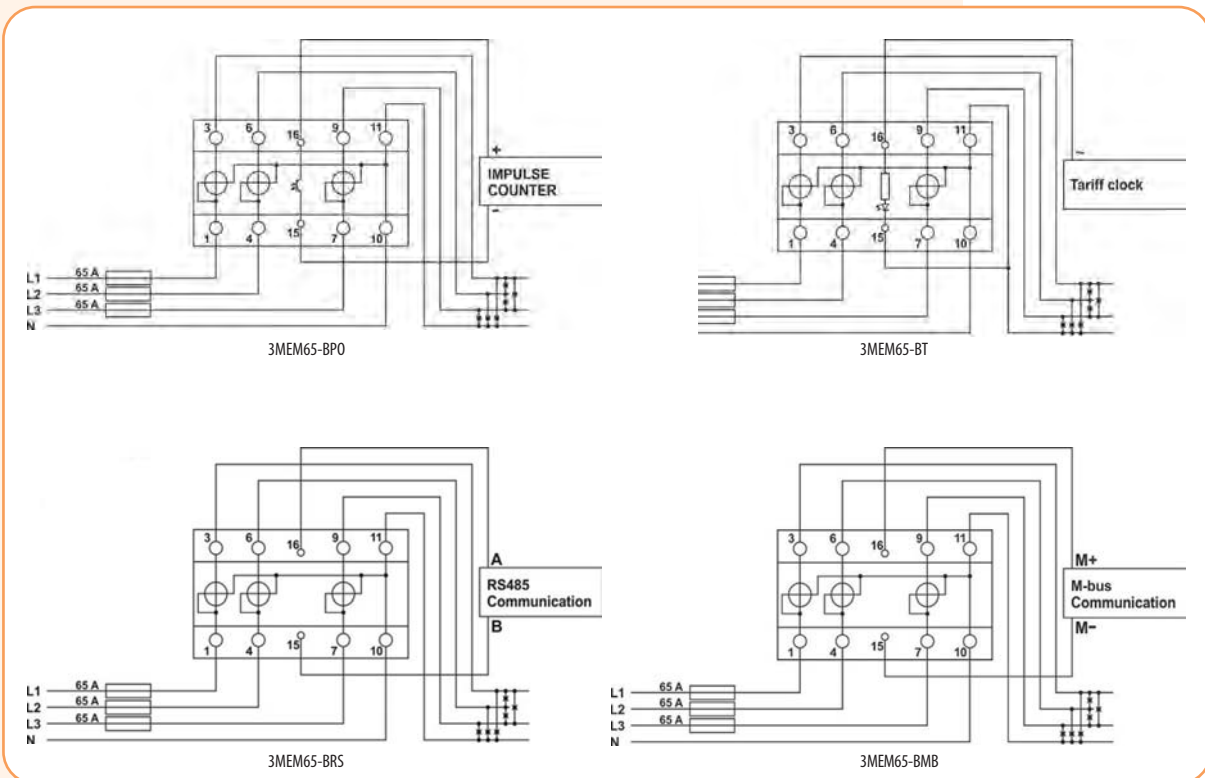 3 6 16 9 11
+
IMPULSE
COUNTER
−
1 4 15 7 10
L1 65 A
L2 65 A
L3 65 A
N
3MEM65-BPO
3 6 16 9 11
~
Tariff clock
1 4 15 7 10
3MEM65-BT
3 6 16 9 11
A
RS485
Communication
B
1 4 15 7 10
L1 65 A
L2 65 A
L3 65 A
N
3MEM65-BRS
3 6 16 9 11
M+
M-bus
Communication
M−
1 4 15 7 10
L1 65 A
L2 65 A
L3 65 A
N
3MEM65-BMB